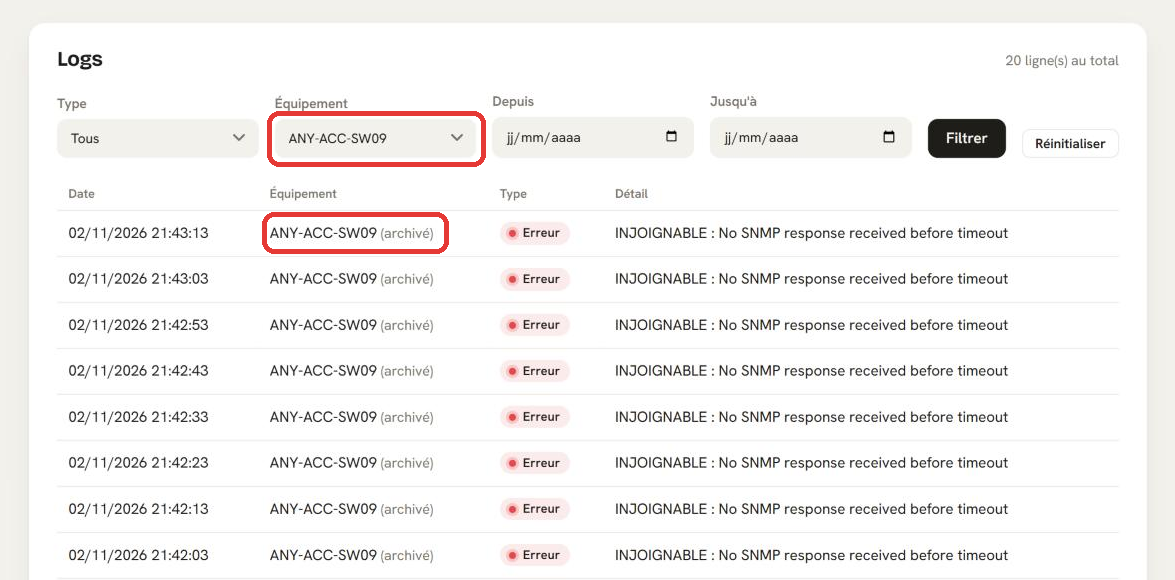 Logs
20 ligne(s) au total
Type
Équipement
Depuis
Jusqu'à
Tous
ANY-ACC-SW09
jj/mm/aaaa
jj/mm/aaaa
Filtrer
Réinitialiser
Date Équipement Type Détail
02/11/2026 21:43:13 ANY-ACC-SW09 (archivé) Erreur INJOIGNABLE : No SNMP response received before timeout
02/11/2026 21:43:03 ANY-ACC-SW09 (archivé) Erreur INJOIGNABLE : No SNMP response received before timeout
02/11/2026 21:42:53 ANY-ACC-SW09 (archivé) Erreur INJOIGNABLE : No SNMP response received before timeout
02/11/2026 21:42:43 ANY-ACC-SW09 (archivé) Erreur INJOIGNABLE : No SNMP response received before timeout
02/11/2026 21:42:33 ANY-ACC-SW09 (archivé) Erreur INJOIGNABLE : No SNMP response received before timeout
02/11/2026 21:42:23 ANY-ACC-SW09 (archivé) Erreur INJOIGNABLE : No SNMP response received before timeout
02/11/2026 21:42:13 ANY-ACC-SW09 (archivé) Erreur INJOIGNABLE : No SNMP response received before timeout
02/11/2026 21:42:03 ANY-ACC-SW09 (archivé) Erreur INJOIGNABLE : No SNMP response received before timeout